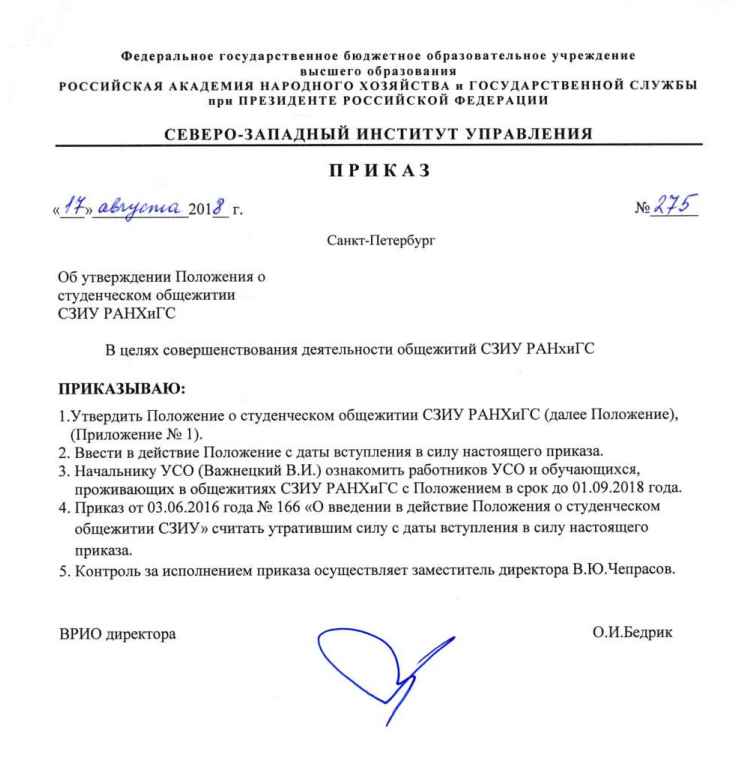 Федеральное государственное бюджетное образовательное учреждение
высшего образования
РОССИЙСКАЯ АКАДЕМИЯ НАРОДНОГО ХОЗЯЙСТВА и ГОСУДАРСТВЕННОЙ СЛУЖБЫ
при ПРЕЗИДЕНТЕ РОССИЙСКОЙ ФЕДЕРАЦИИ
СЕВЕРО-ЗАПАДНЫЙ ИНСТИТУТ УПРАВЛЕНИЯ
ПРИКАЗ
«17» августа 2018 г. № 275
Санкт-Петербург
Об утверждении Положения о
студенческом общежитии
СЗИУ РАНХиГС
В целях совершенствования деятельности общежитий СЗИУ РАНхиГС
ПРИКАЗЫВАЮ:
1.Утвердить Положение о студенческом общежитии СЗИУ РАНХиГС (далее Положение),
(Приложение № 1).
2. Ввести в действие Положение с даты вступления в силу настоящего приказа.
3. Начальнику УСО (Важнецкий В.И.) ознакомить работников УСО и обучающихся,
проживающих в общежитиях СЗИУ РАНХиГС с Положением в срок до 01.09.2018 года.
4. Приказ от 03.06.2016 года № 166 «О введении в действие Положения о студенческом
общежитии СЗИУ» считать утратившим силу с даты вступления в силу настоящего
приказа.
5. Контроль за исполнением приказа осуществляет заместитель директора В.Ю.Чепрасов.
ВРИО директора О.И.Бедрик